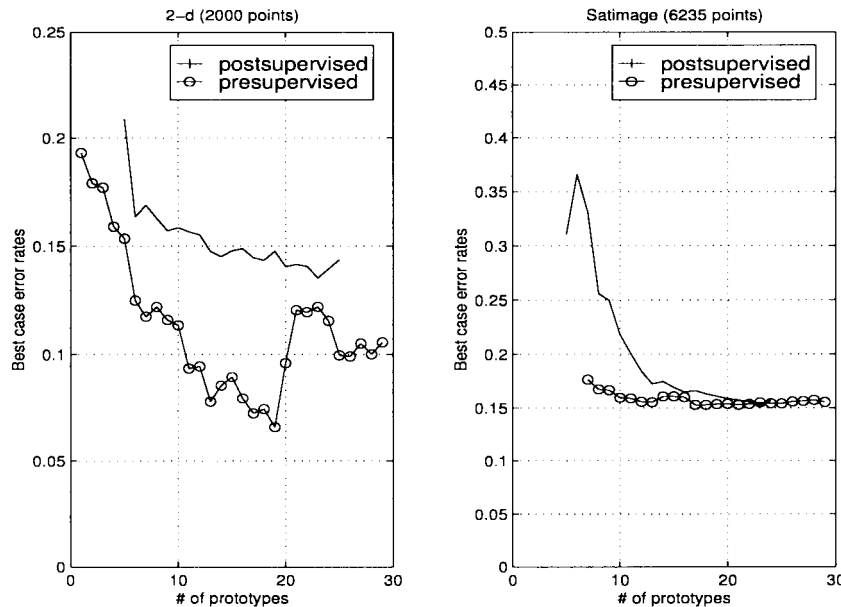 2-d (2000 points)
0.25
0.2
0.15
0.1
0.05
0
0
10
20
30
Best case error rates
# of prototypes
postsupervised
presupervised
Satimage (6235 points)
0.5
0.45
0.4
0.35
0.3
0.25
0.2
0.15
0.1
0.05
0
0
10
20
30
Best case error rates
# of prototypes
postsupervised
presupervised